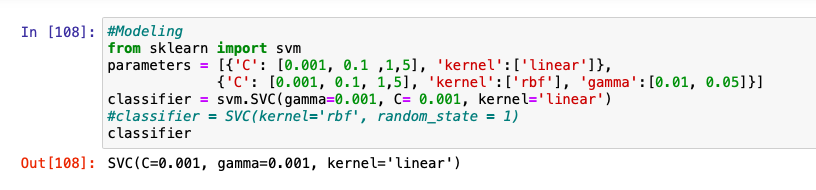 In [108]: #Modeling
from sklearn import svm
parameters = [{'C': [0.001, 0.1 ,1,5], 'kernel':['linear']},
{'C': [0.001, 0.1, 1,5], 'kernel':['rbf'], 'gamma':[0.01, 0.05]}]
classifier = svm.SVC(gamma=0.001, C= 0.001, kernel='linear')
#classifier = SVC(kernel='rbf', random_state = 1)
classifier
Out[108]: SVC(C=0.001, gamma=0.001, kernel='linear')